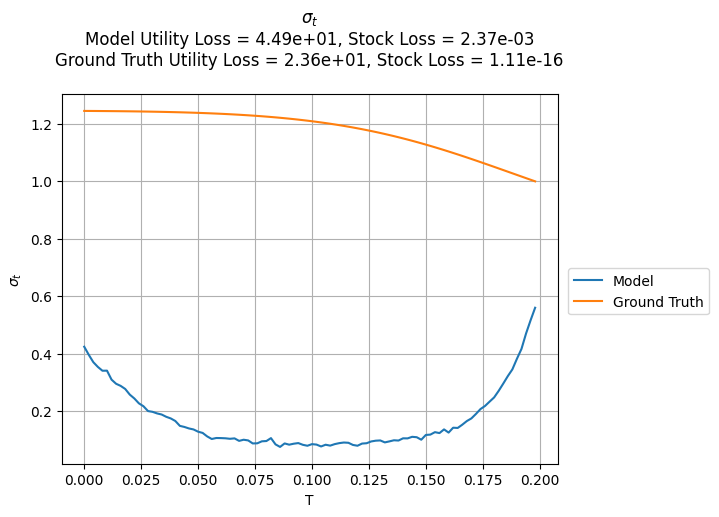 σₜ
Model Utility Loss = 4.49e+01, Stock Loss = 2.37e-03
Ground Truth Utility Loss = 2.36e+01, Stock Loss = 1.11e-16
1.2
1.0
0.8
0.6
0.4
0.2
σₜ
0.000 0.025 0.050 0.075 0.100 0.125 0.150 0.175 0.200
T
Model
Ground Truth